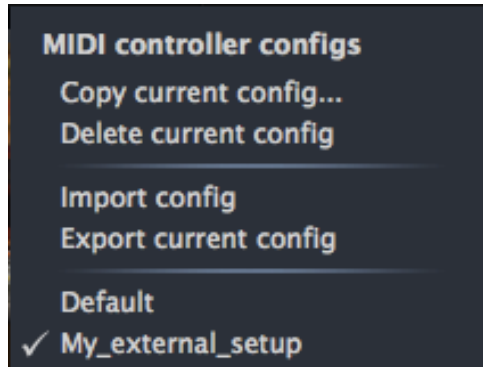 MIDI controller configs
Copy current config...
Delete current config
Import config
Export current config
Default
✓ My_external_setup